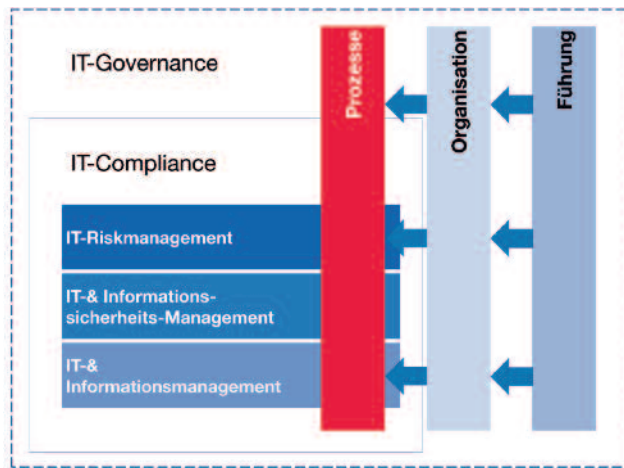 IT-Governance
IT-Compliance
IT-Riskmanagement
IT-& Informations-
sicherheits-Management
IT-&
Informationsmanagement
Prozesse
Organisation
Führung